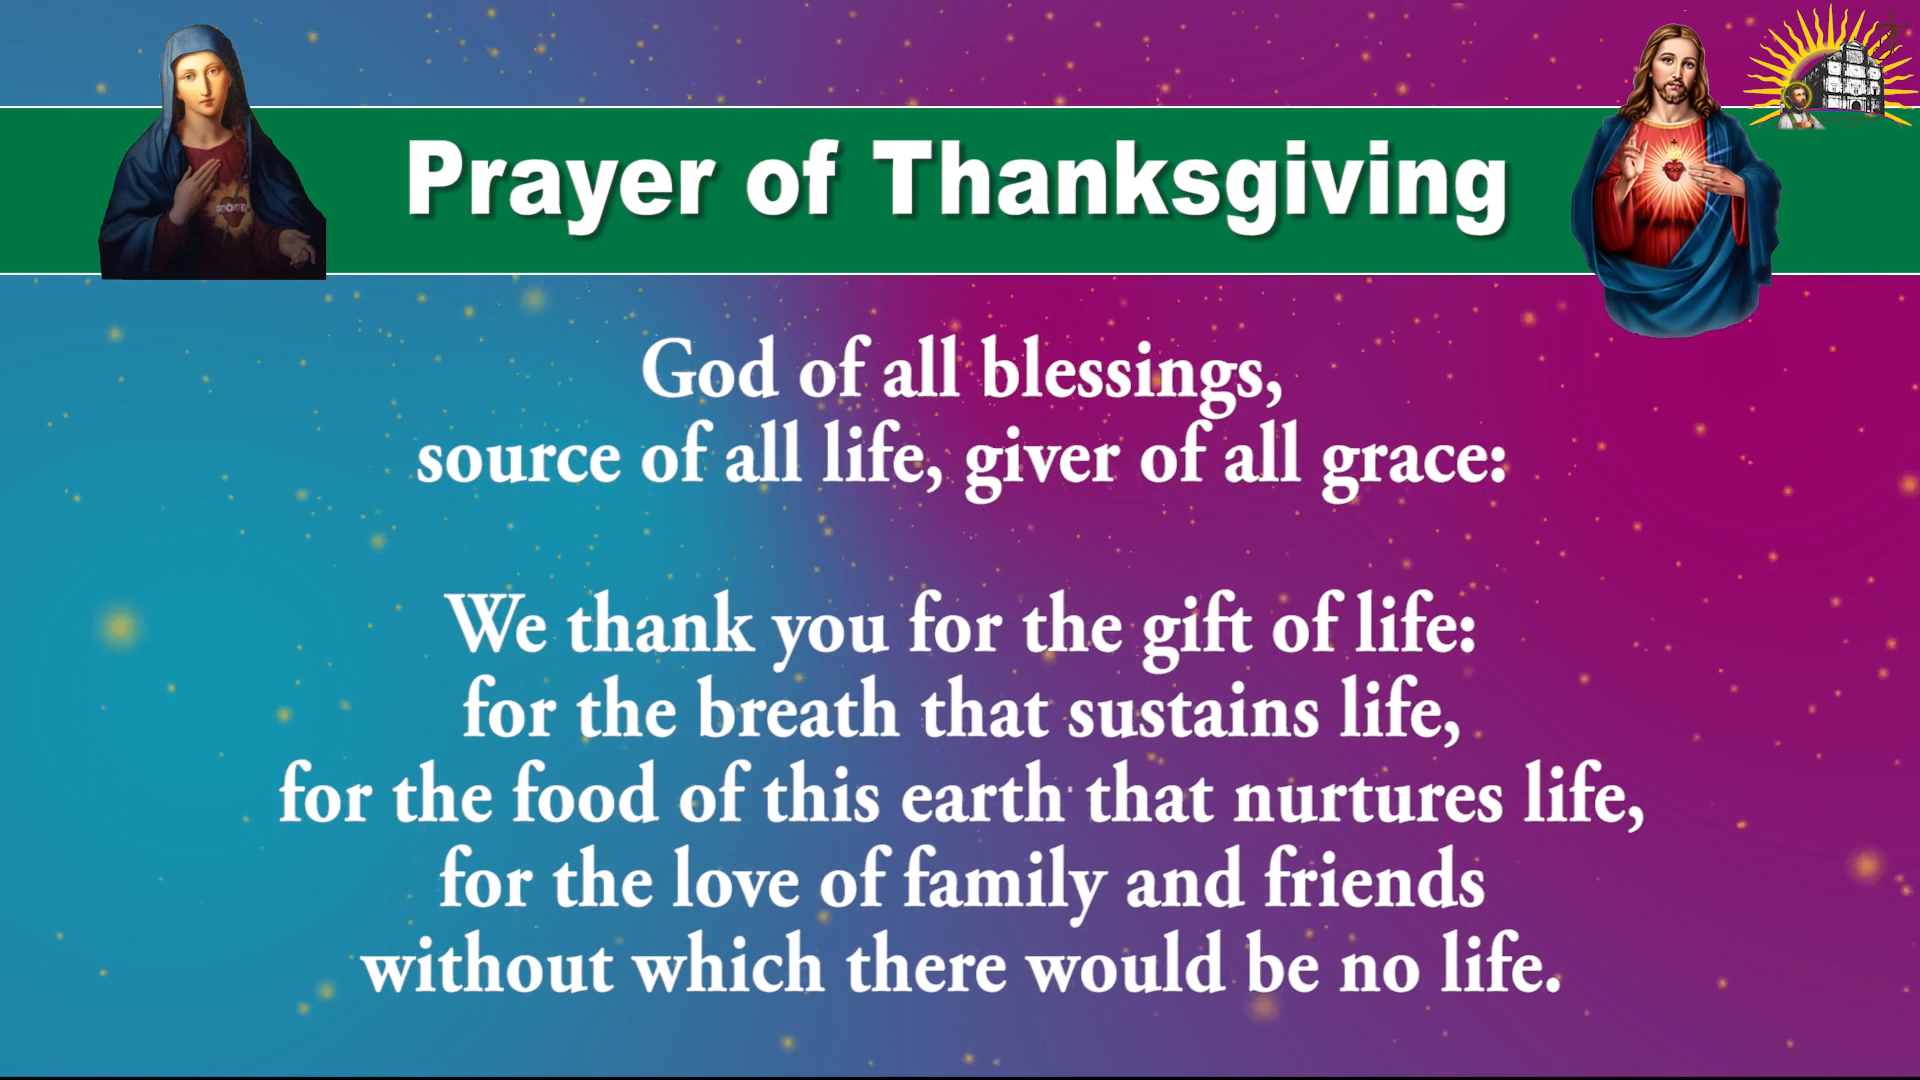 Prayer of Thanksgiving
God of all blessings,
source of all life, giver of all grace:
We thank you for the gift of life:
for the breath that sustains life,
for the food of this earth that nurtures life,
for the love of family and friends
without which there would be no life.